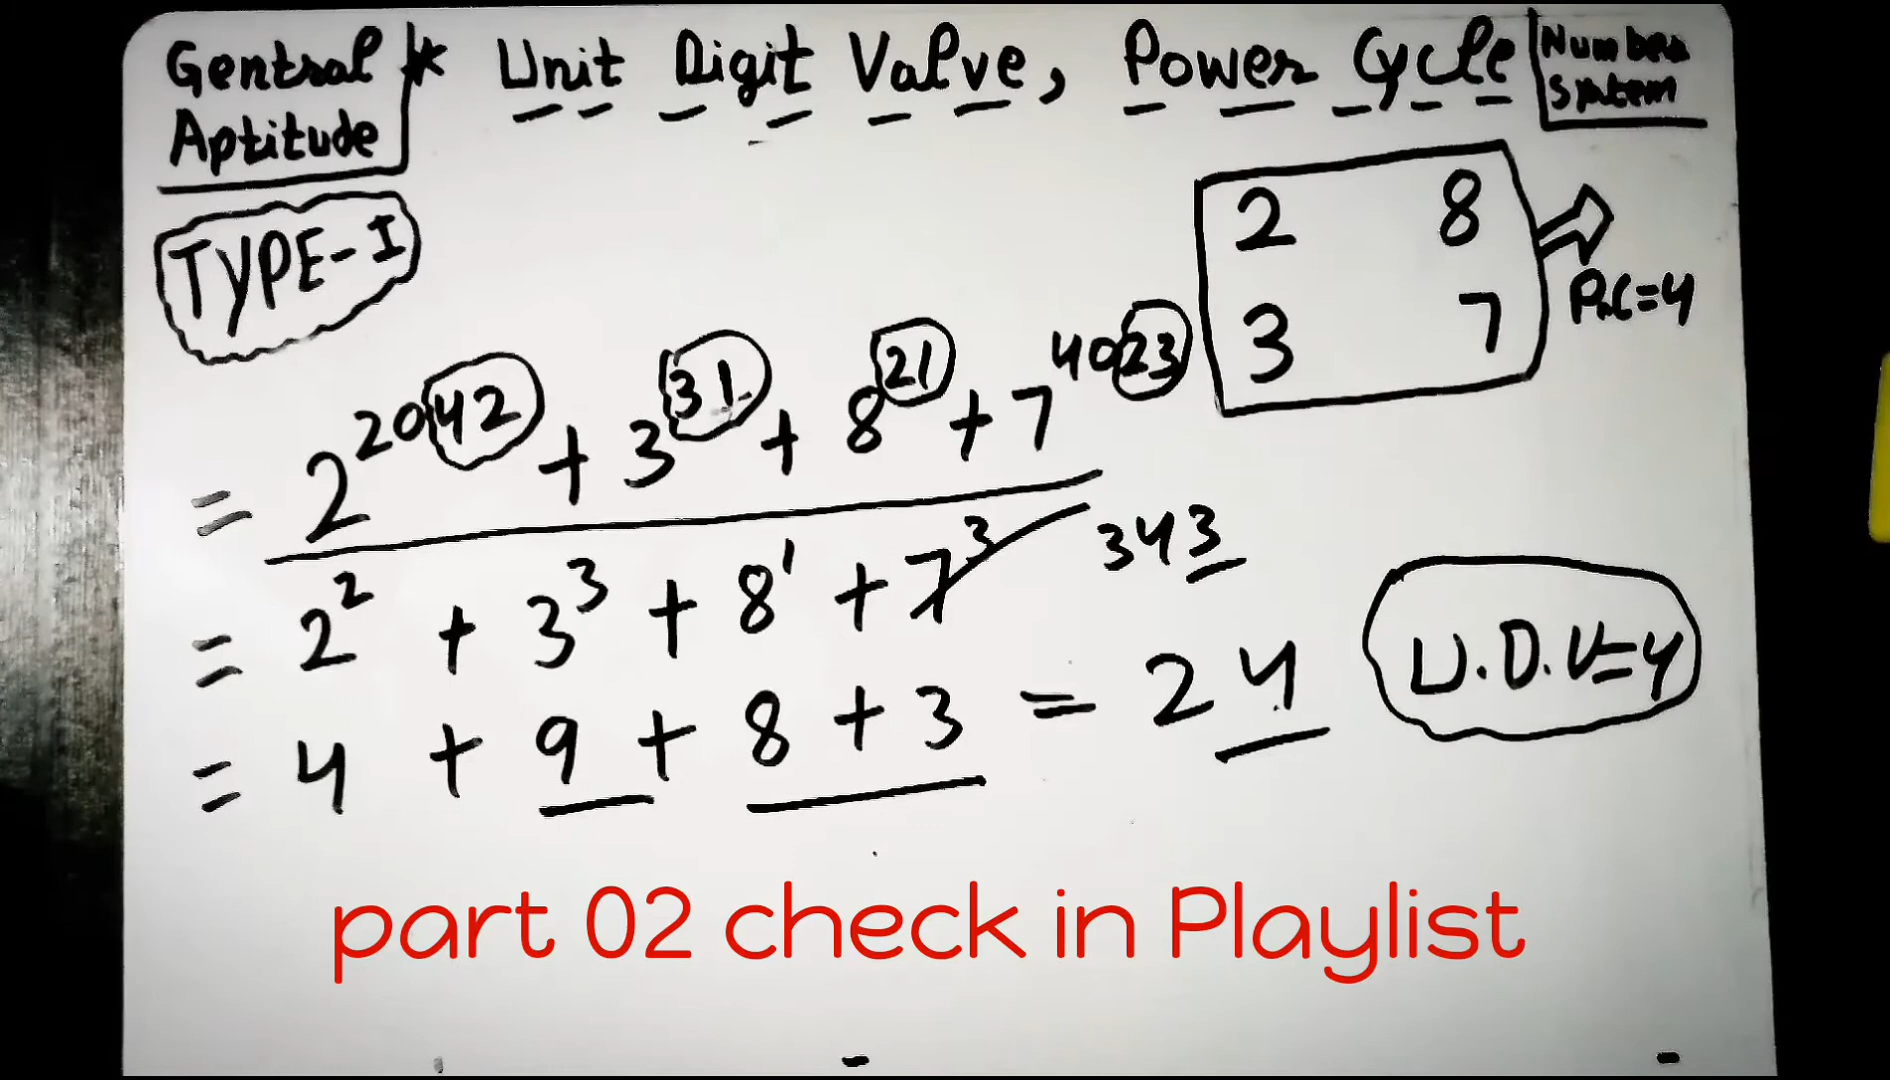 Gentral Aptitude
* Unit Digit Valve, Power Cycle
Number System
TYPE-I
2 8
3 7
P.C=4
= 2^2042 + 3^31 + 8^21 + 7^4023
= 2^2 + 3^3 + 8^1 + 7^3
343
= 4 + 9 + 8 + 3 = 24
U.D.V=4
part 02 check in Playlist